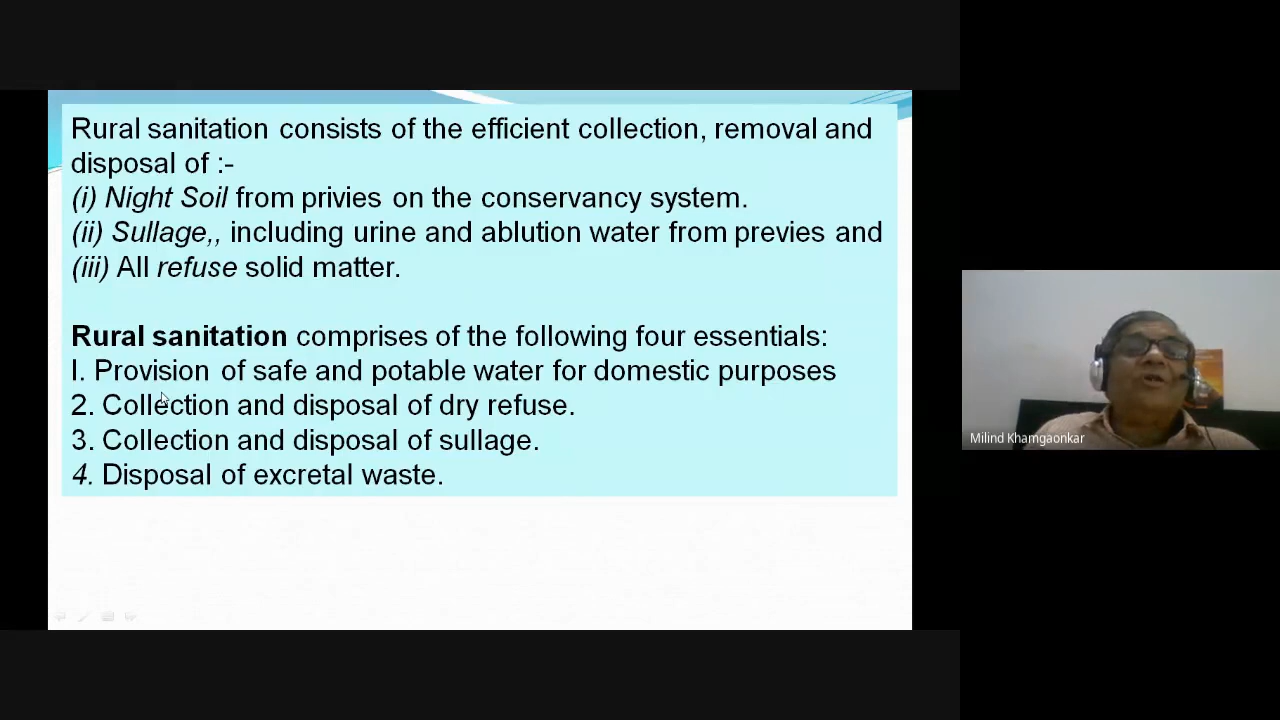 Rural sanitation consists of the efficient collection, removal and
disposal of :-
(i) Night Soil from privies on the conservancy system.
(ii) Sullage,, including urine and ablution water from previes and
(iii) All refuse solid matter.
Rural sanitation comprises of the following four essentials:
I. Provision of safe and potable water for domestic purposes
2. Collection and disposal of dry refuse.
3. Collection and disposal of sullage.
4. Disposal of excretal waste.
Milind Khamgaonkar